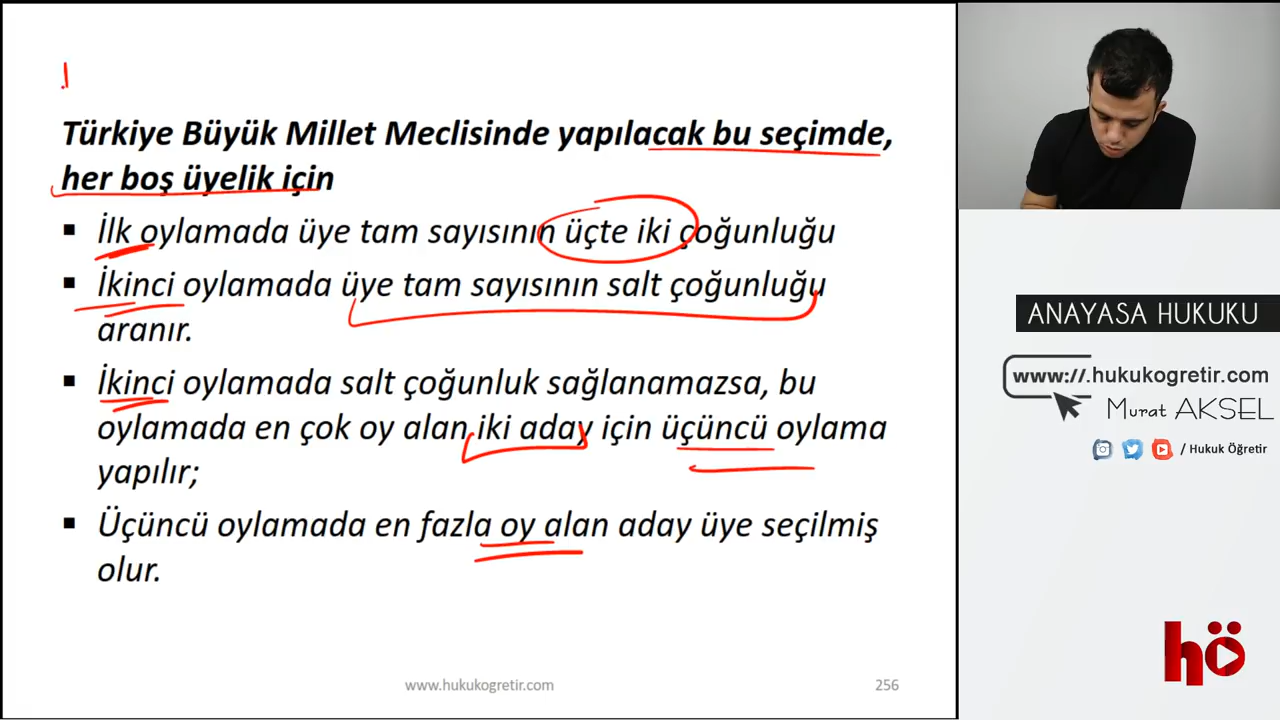 Türkiye Büyük Millet Meclisinde yapılacak bu seçimde,
her boş üyelik için
▪ İlk oylamada üye tam sayısının üçte iki çoğunluğu
▪ İkinci oylamada üye tam sayısının salt çoğunluğu
aranır.
▪ İkinci oylamada salt çoğunluk sağlanamazsa, bu
oylamada en çok oy alan iki aday için üçüncü oylama
yapılır;
▪ Üçüncü oylamada en fazla oy alan aday üye seçilmiş
olur.
www.hukukogretir.com
256
ANAYASA HUKUKU
www://.hukukogretir.com
Murat AKSEL
/ Hukuk Öğretir
hö